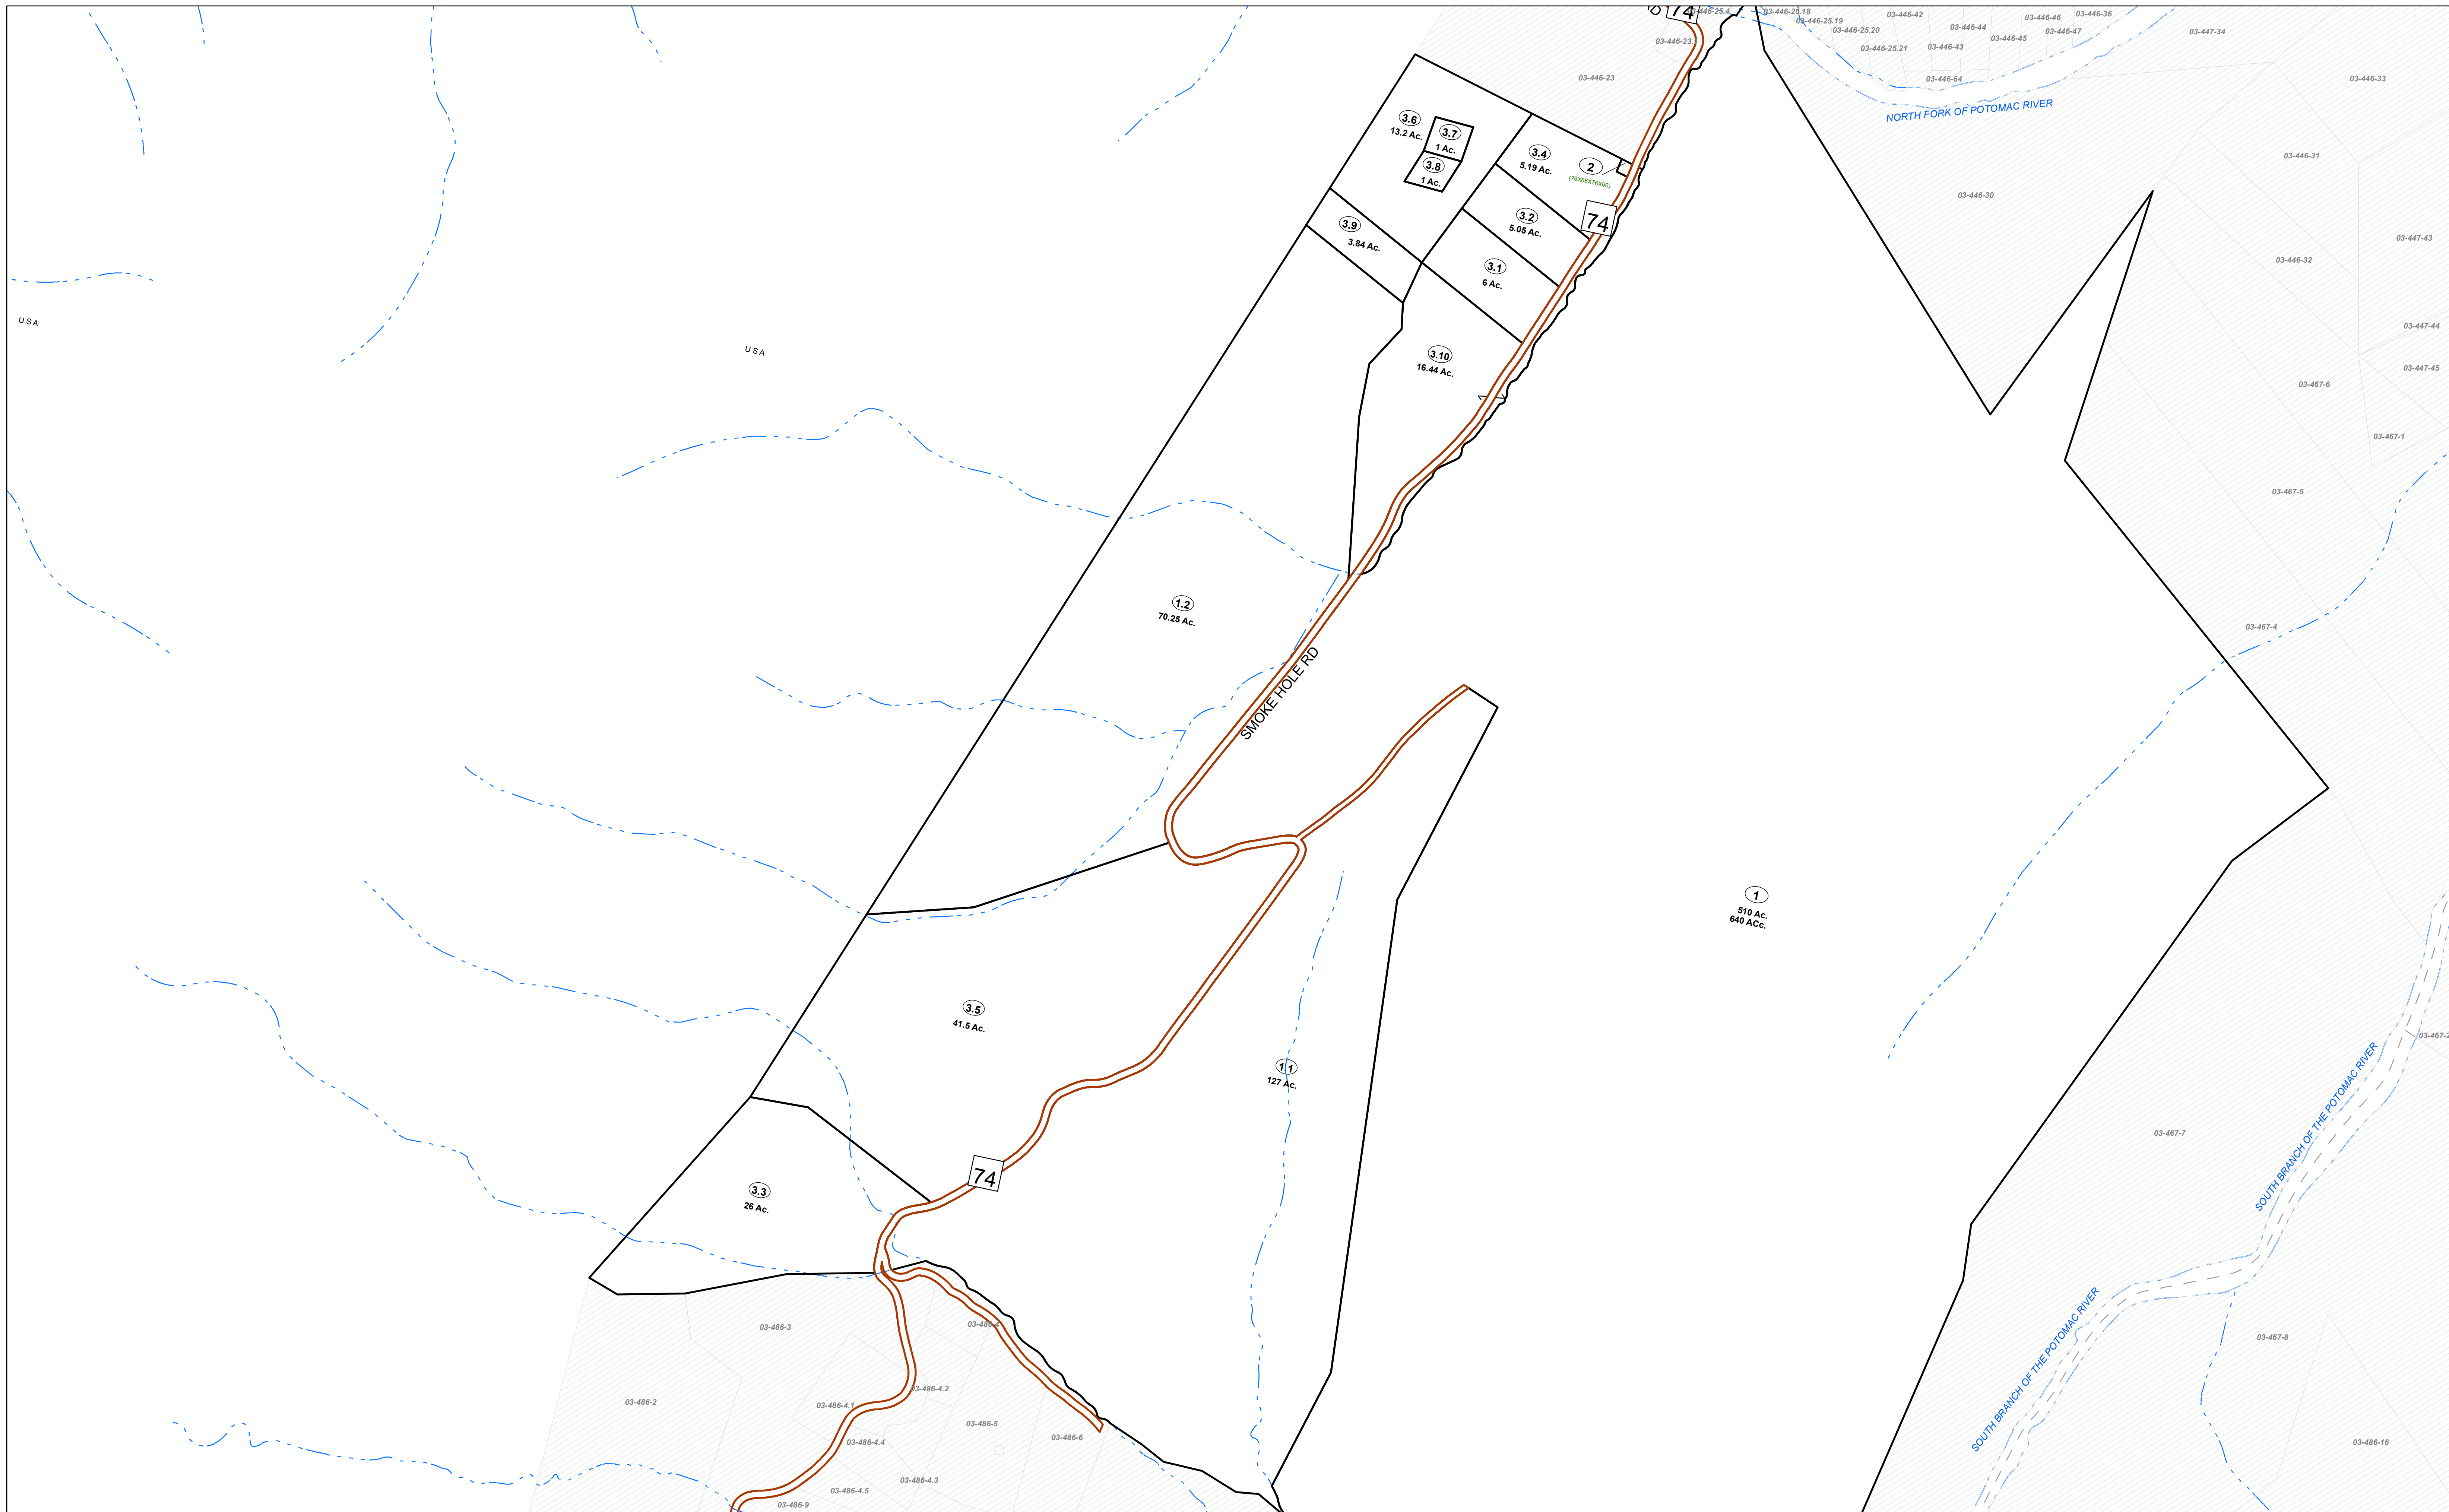 74
03-446-25.4
03-446-25.18
03-446-25.19
03-446-25.20
03-446-25.21
03-446-42
03-446-43
03-446-44
03-446-45
03-446-46
03-446-47
03-446-36
03-447-34
03-446-23
03-446-23
03-446-64
03-446-33
NORTH FORK OF POTOMAC RIVER
3.6
13.2 Ac.
3.7
1 Ac.
3.8
1 Ac.
3.4
5.19 Ac.
2
(76X66X76X66)
03-446-31
03-446-30
3.9
3.84 Ac.
3.2
5.05 Ac.
74
03-447-43
03-446-32
3.1
6 Ac.
USA
USA
03-447-44
3.10
16.44 Ac.
03-447-45
03-467-6
03-467-1
03-467-5
1.2
70.25 Ac.
03-467-4
SMOKE HOLE RD
1
510 Ac.
640 ACc.
3.5
41.5 Ac.
03-467-2
1.1
127 Ac.
SOUTH BRANCH OF THE POTOMAC RIVER
03-467-7
74
3.3
26 Ac.
SOUTH BRANCH OF THE POTOMAC RIVER
03-486-3
03-486-4
03-467-8
03-486-2
03-486-4.2
03-486-4.1
03-486-5
03-486-6
03-486-4.4
03-486-16
03-486-4.3
03-486-4.5
03-486-9